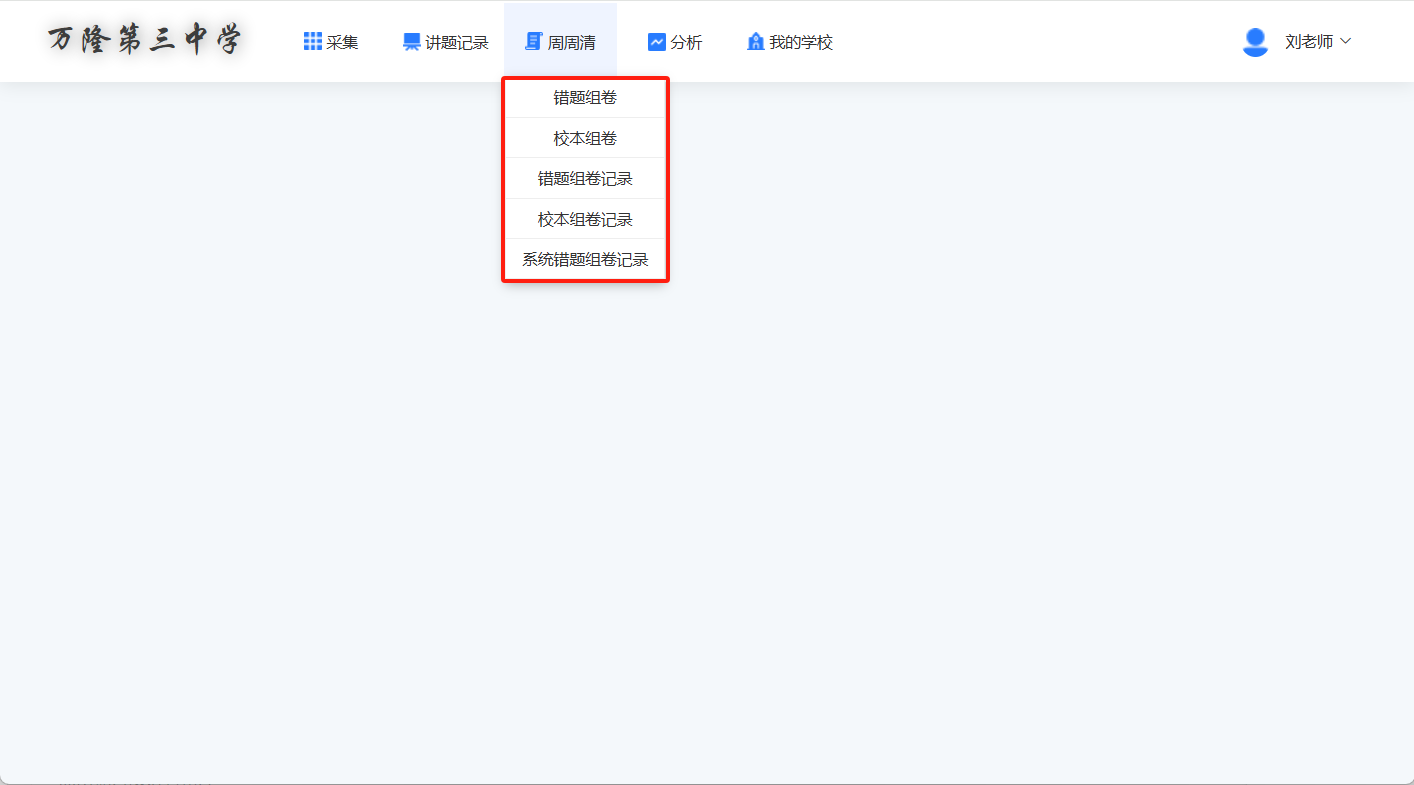 万隆第三中学
采集
讲题记录
周周清
分析
我的学校
刘老师
错题组卷
校本组卷
错题组卷记录
校本组卷记录
系统错题组卷记录